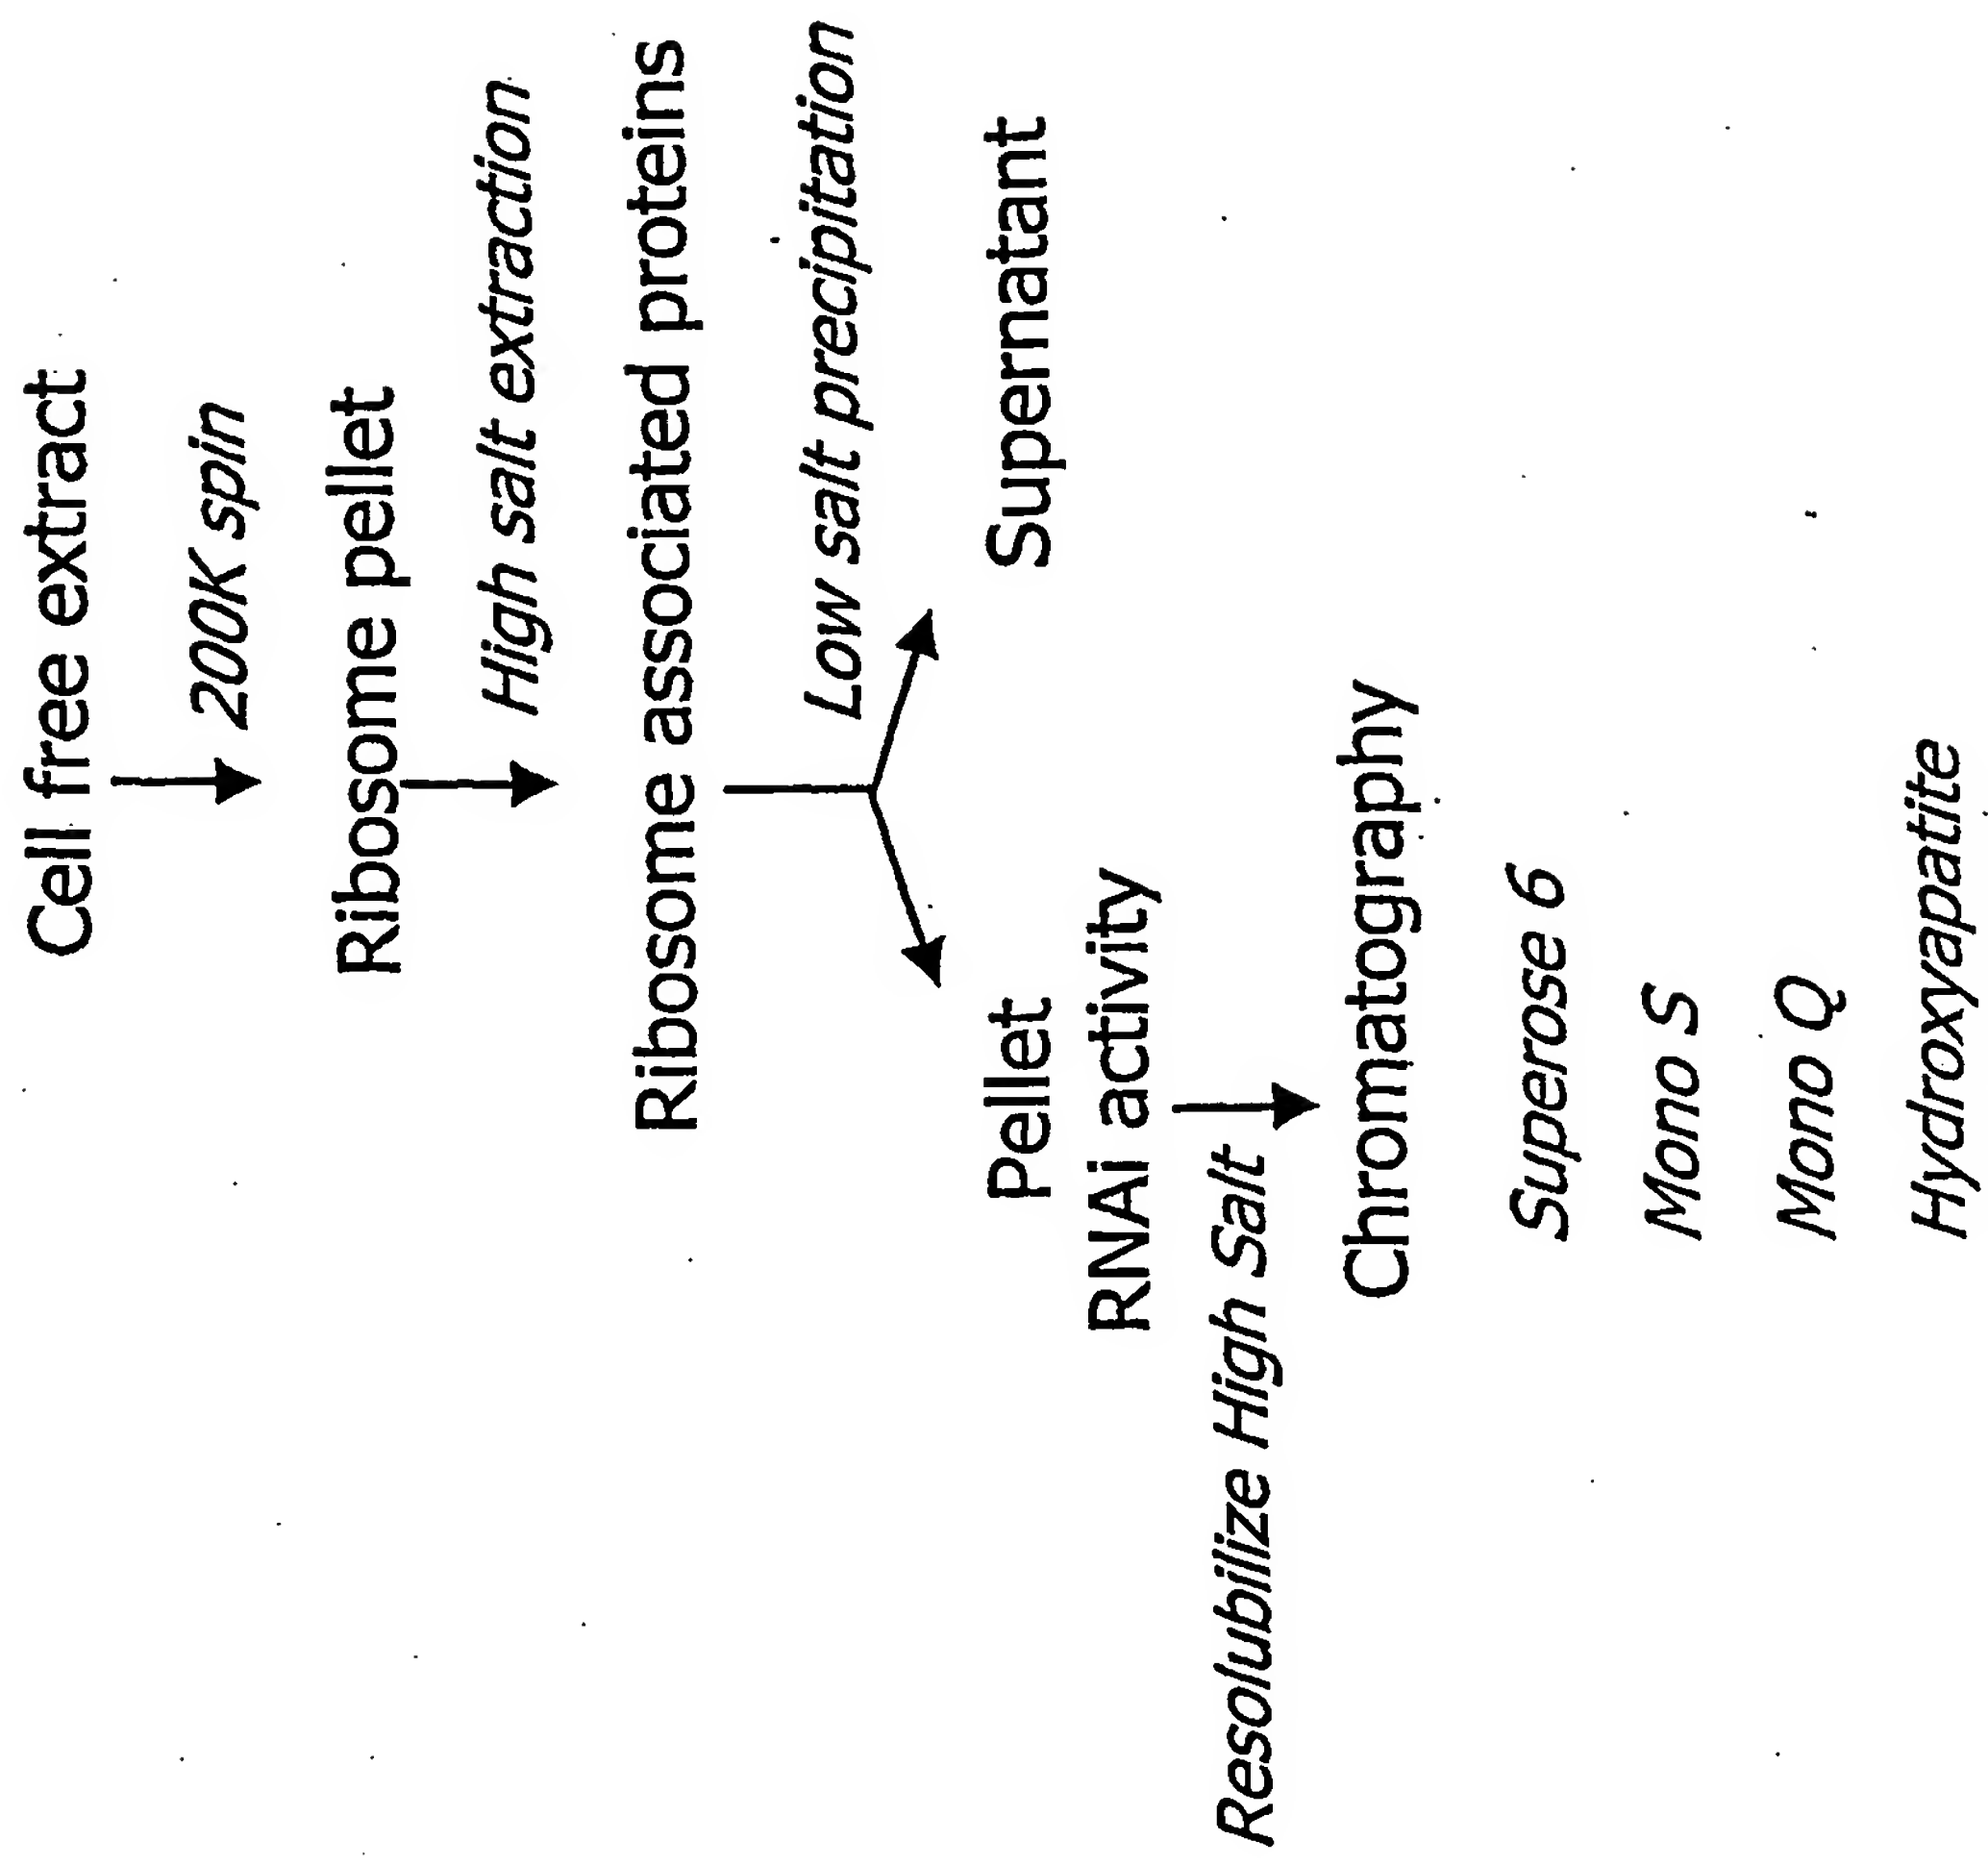 Cell free extract
200K spin
Ribosome pellet
High salt extraction
Ribosome associated proteins
Low salt precipitation
Pellet
Supernatant
RNAi activity
Resolubilize High Salt
Chromatography
Superose 6
Mono S
Mono Q
Hydroxyapatite